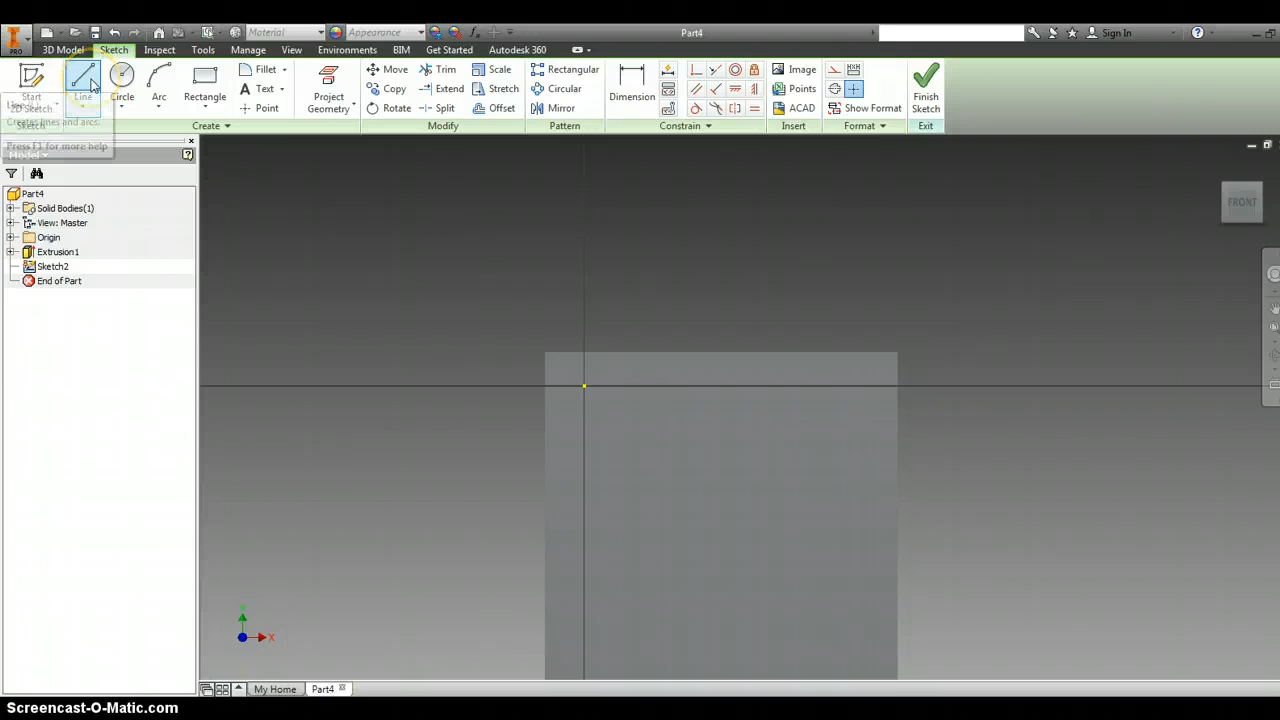 Material Appearance Part4 Sign In
PRO
3D Model Sketch Inspect Tools Manage View Environments BIM Get Started Autodesk 360
Fillet Move Trim Scale Rectangular Image
Start Line Circle Arc Rectangle Text Project Geometry Copy Extend Stretch Dimension Circular Points Finish Sketch
2D Sketch Point Rotate Split Offset Mirror ACAD Show Format
Sketch Create Modify Pattern Constrain Insert Format Exit
Creates lines and arcs.
Press F1 for more help
Model
Part4
Solid Bodies(1)
View: Master
Origin
Extrusion1
Sketch2
End of Part
FRONT
Y
X
My Home Part4
Screencast-O-Matic.com